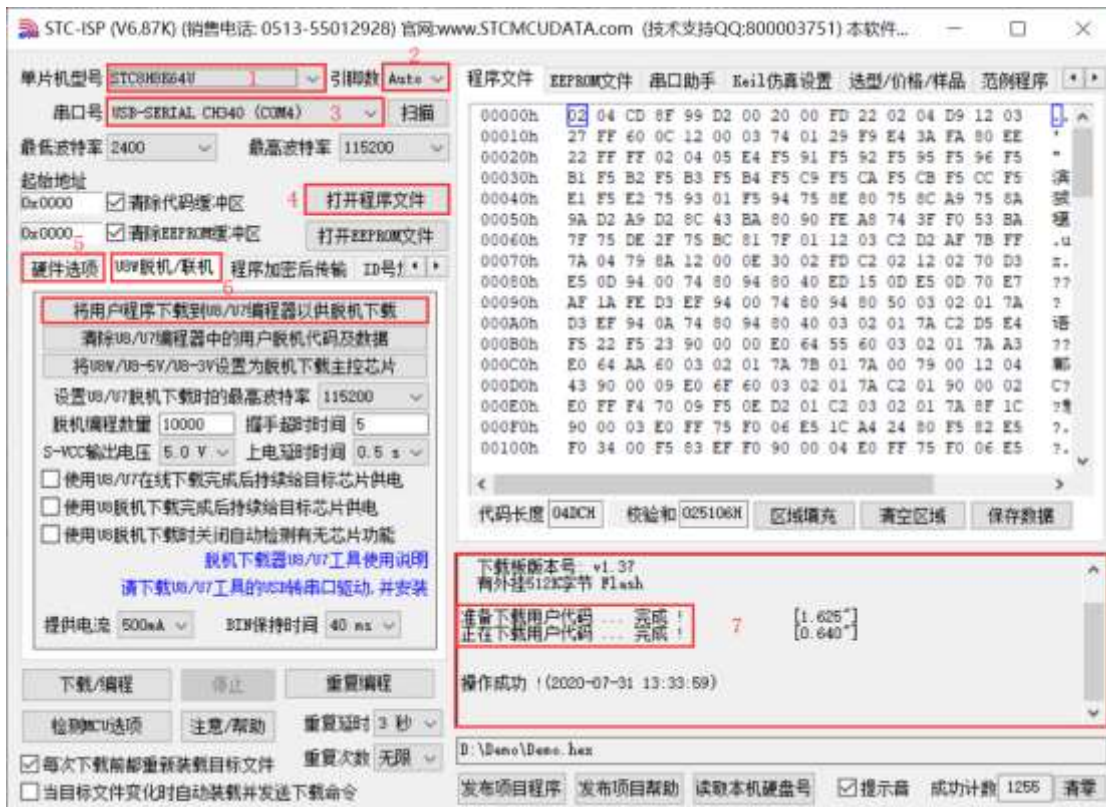 STC-ISP (V6.87K) (销售电话: 0513-55012928) 官网:www.STCMCUDATA.com (技术支持QQ:800003751) 本软件...
2
单片机型号 STC8H8K64U 1 引脚数 Auto
串口号 USB-SERIAL CH340 (COM4) 3 扫描
最低波特率 2400 最高波特率 115200
起始地址
0x0000 清除代码缓冲区 4 打开程序文件
0x0000 清除EEPROM缓冲区 打开EEPROM文件
5
硬件选项 U8W脱机/联机 程序加密后传输
6
将用户程序下载到U8/U7编程器以供脱机下载
清除U8/U7编程器中的用户脱机代码及数据
将U8W/U8-5V/U8-3V设置为脱机下载主控芯片
设置U8/U7脱机下载时的最高波特率 115200
脱机编程数量 10000 握手超时时间 5
S-VCC输出电压 5.0 V 上电延时时间 0.5 s
使用U8/U7在线下载完成后持续给目标芯片供电
使用U8脱机下载完成后持续给目标芯片供电
使用U8脱机下载时关闭自动检测有无芯片功能
脱机下载器U8/U7工具使用说明
请下载U8/U7工具的USB转串口驱动,并安装
提供电流 500mA BIN保持时间 40 ms
下载/编程 停止 重复编程
检测MCU选项 注意/帮助 重复延时 3 秒
重复次数 无限
每次下载前都重新装载目标文件
当目标文件变化时自动装载并发送下载命令
程序文件 EEPROM文件 串口助手 Keil仿真设置 选型/价格/样品 范例程序
00000h 02 04 CD 8F 99 D2 00 20 00 FD 22 02 04 D9 12 03
00010h 27 FF 60 0C 12 00 03 74 01 29 F9 E4 3A FA 80 EE
00020h 22 FF FF 02 04 05 E4 F5 91 F5 92 F5 95 F5 96 F5
00030h B1 F5 B2 F5 B3 F5 B4 F5 C9 F5 CA F5 CB F5 CC F5
00040h E1 F5 E2 75 93 01 F5 94 75 8E 80 75 8C A9 75 8A
00050h 9A D2 A9 D2 8C 43 BA 80 90 FE A8 74 3F F0 53 BA
00060h 7F 75 DE 2F 75 BC 81 7F 01 12 03 C2 D2 AF 7B FF
00070h 7A 04 79 8A 12 00 0E 30 02 FD C2 02 12 02 70 D3
00080h E5 0D 94 00 74 80 94 80 40 ED 15 0D E5 0D 70 E7
00090h AF 1A FE D3 EF 94 00 74 80 94 80 50 03 02 01 7A
000A0h D3 EF 94 0A 74 80 94 80 40 03 02 01 7A C2 D5 E4
000B0h F5 22 F5 23 90 00 00 E0 64 55 60 03 02 01 7A A3
000C0h E0 64 AA 60 03 02 01 7A 7B 01 7A 00 79 00 12 04
000D0h 43 90 00 09 E0 6F 60 03 02 01 7A C2 01 90 00 02
000E0h E0 FF F4 70 09 F5 0E D2 01 C2 03 02 01 7A 8F 1C
000F0h 90 00 03 E0 FF 75 F0 06 E5 1C A4 24 80 F5 82 E5
00100h F0 34 00 F5 83 EF F0 90 00 04 E0 FF 75 F0 06 E5
代码长度 04DCH 校验和 025106H 区域填充 清空区域 保存数据
下载板版本号: v1.37
有外挂512K字节 Flash
准备下载用户代码 ... 完成 ! [1.625"]
正在下载用户代码 ... 完成 ! 7 [0.640"]
操作成功 !(2020-07-31 13:33:59)
D:\Demo\Demo.hex
发布项目程序 发布项目帮助 读取本机硬盘号 提示音 成功计数 1256 清零